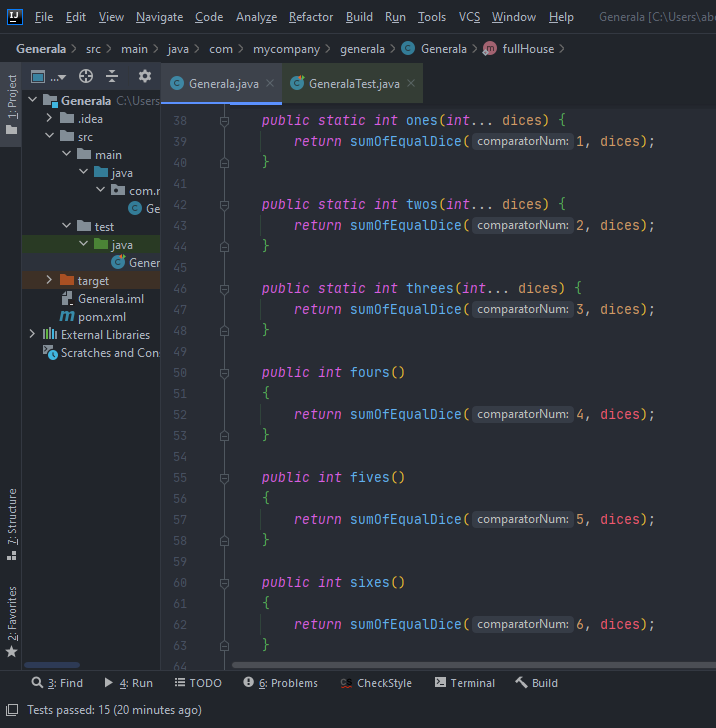 IJ File Edit View Navigate Code Analyze Refactor Build Run Tools VCS Window Help Generala [C:\Users\ab
Generala src main java com mycompany generala Generala fullHouse
1: Project
... Generala.java GeneralaTest.java
Generala C:\Users
.idea
src
main
java
com.r
Ge
test
java
Gener
target
Generala.iml
pom.xml
External Libraries
Scratches and Con
7: Structure
2: Favorites
38 public static int ones(int... dices) {
39 return sumOfEqualDice( comparatorNum: 1, dices);
40 }
41
42 public static int twos(int... dices) {
43 return sumOfEqualDice( comparatorNum: 2, dices);
44 }
45
46 public static int threes(int... dices) {
47 return sumOfEqualDice( comparatorNum: 3, dices);
48 }
49
50 public int fours()
51 {
52 return sumOfEqualDice( comparatorNum: 4, dices);
53 }
54
55 public int fives()
56 {
57 return sumOfEqualDice( comparatorNum: 5, dices);
58 }
59
60 public int sixes()
61 {
62 return sumOfEqualDice( comparatorNum: 6, dices);
63 }
64
3: Find 4: Run TODO 6: Problems CheckStyle Terminal Build
Tests passed: 15 (20 minutes ago)